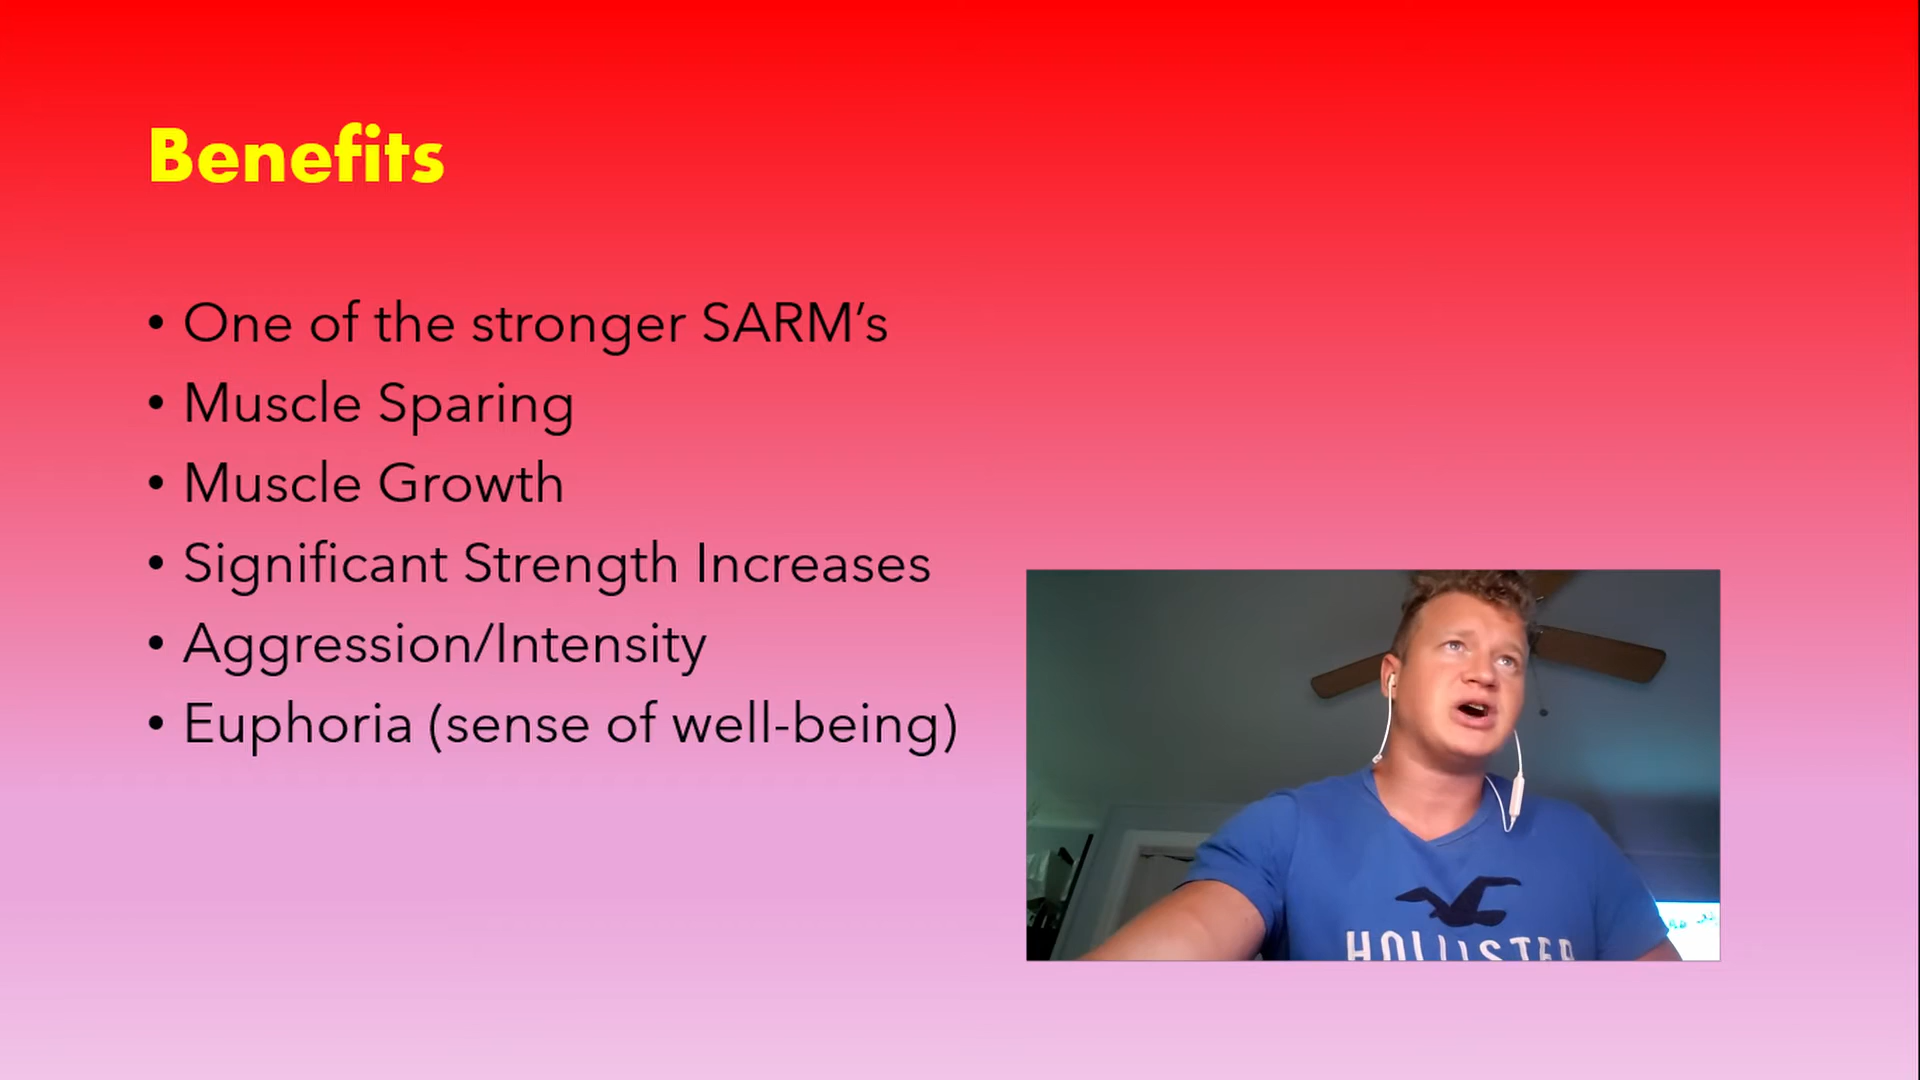 Benefits
• One of the stronger SARM’s
• Muscle Sparing
• Muscle Growth
• Significant Strength Increases
• Aggression/Intensity
• Euphoria (sense of well-being)
HOLLISTER